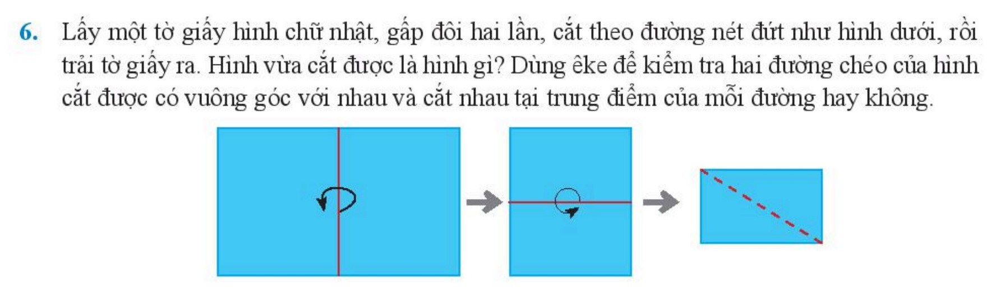 6. Lấy một tờ giấy hình chữ nhật, gấp đôi hai lần, cắt theo đường nét đứt như hình dưới, rồi
trải tờ giấy ra. Hình vừa cắt được là hình gì? Dùng êke để kiểm tra hai đường chéo của hình
cắt được có vuông góc với nhau và cắt nhau tại trung điểm của mỗi đường hay không.